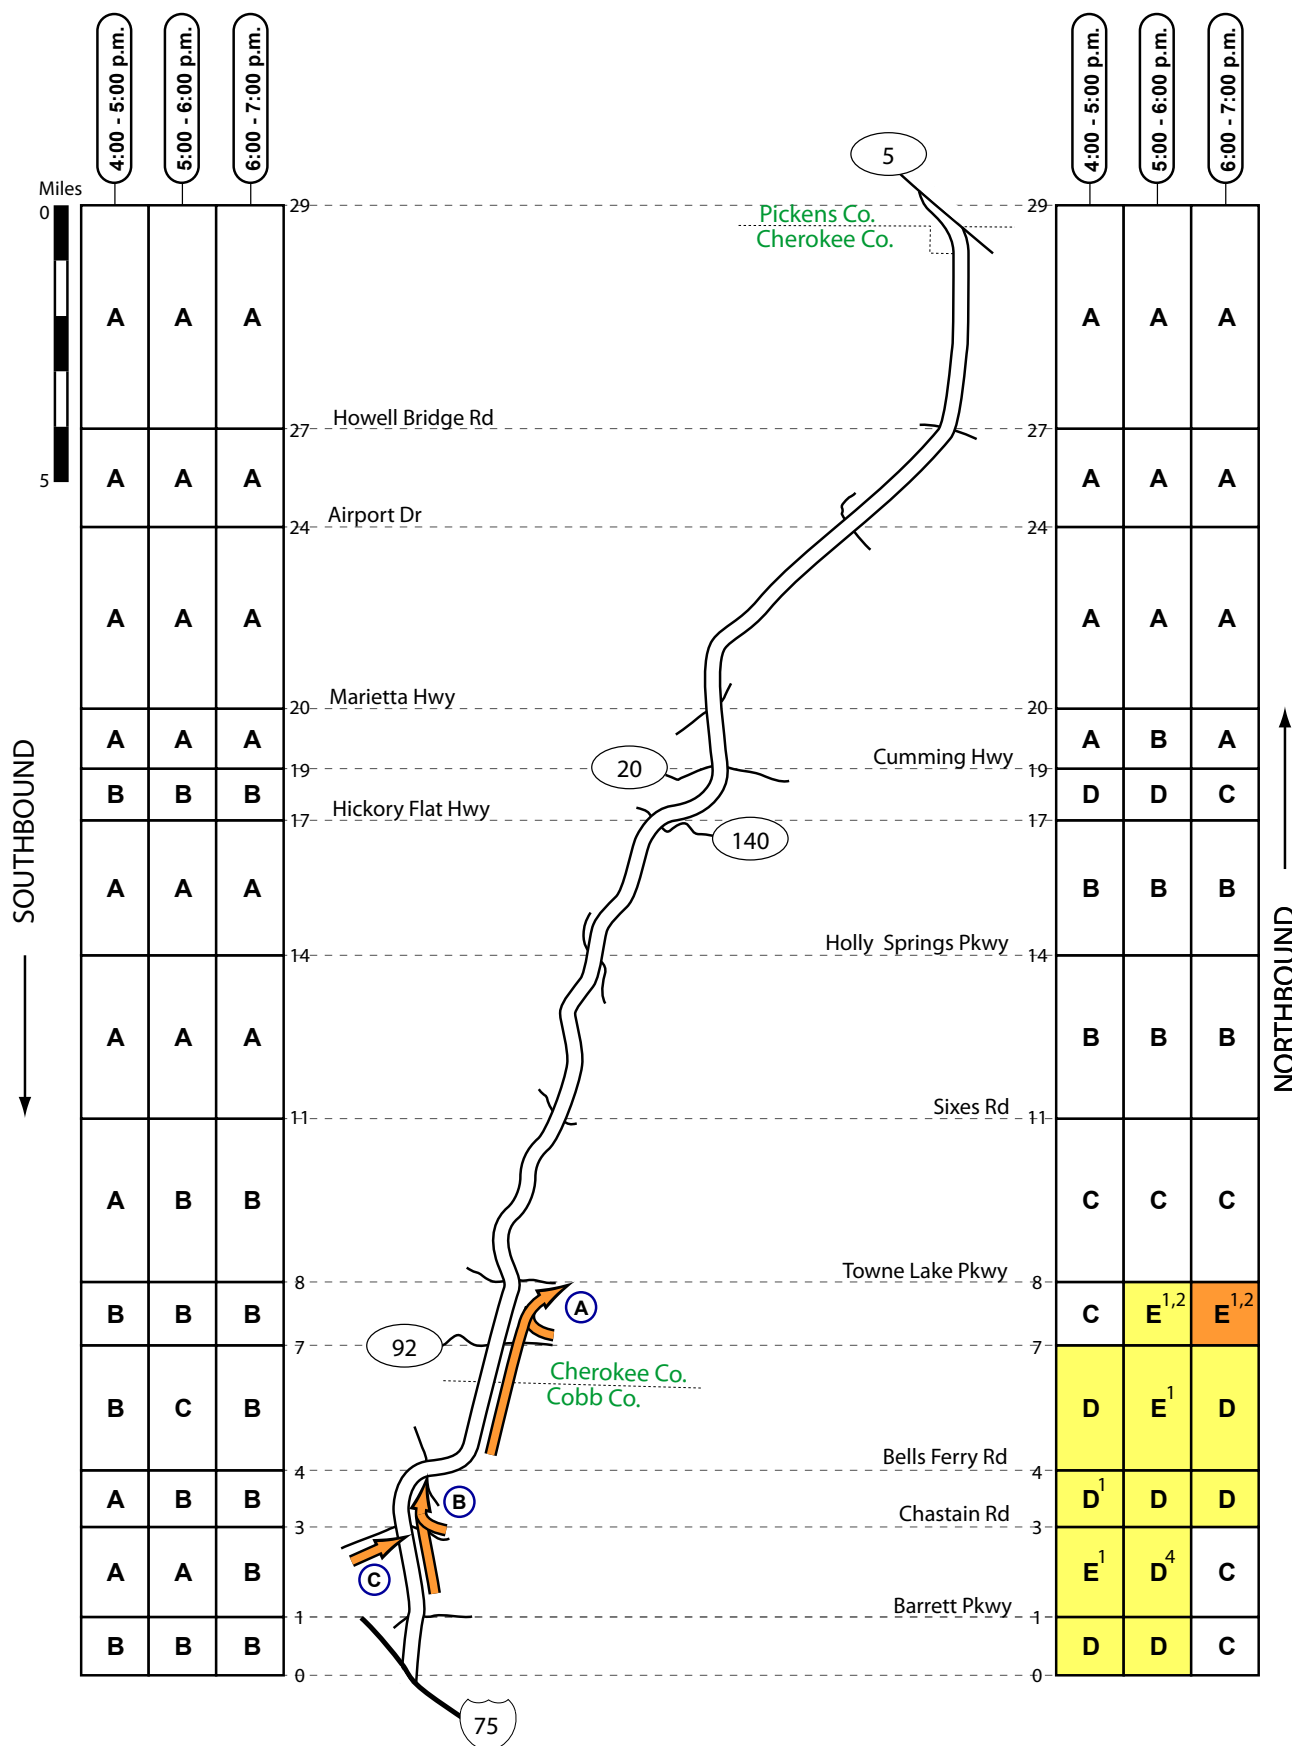 4:00 - 5:00 p.m. 5:00 - 6:00 p.m. 6:00 - 7:00 p.m. 4:00 - 5:00 p.m. 5:00 - 6:00 p.m. 6:00 - 7:00 p.m.
5
Miles
0 29 29
Pickens Co.
Cherokee Co.
A A A A A A
Howell Bridge Rd
27 27
5 A A A A A A
Airport Dr
24 24
A A A A A A
Marietta Hwy
20 20
A A A A B A
Cumming Hwy
20
19 19
B B B D D C
Hickory Flat Hwy
17 17
140
SOUTHBOUND
A A A B B B
Holly Springs Pkwy
14 14
NORTHBOUND
A A A B B B
Sixes Rd
11 11
A B B C C C
Towne Lake Pkwy
8 8
A
B B B C E1,2 E1,2
92
7 7
Cherokee Co.
Cobb Co.
B C B D E1 D
Bells Ferry Rd
4 4
A B B B D1 D D
Chastain Rd
3 3
A A B C E1 D4 C
Barrett Pkwy
1 1
B B B D D C
0 0
75